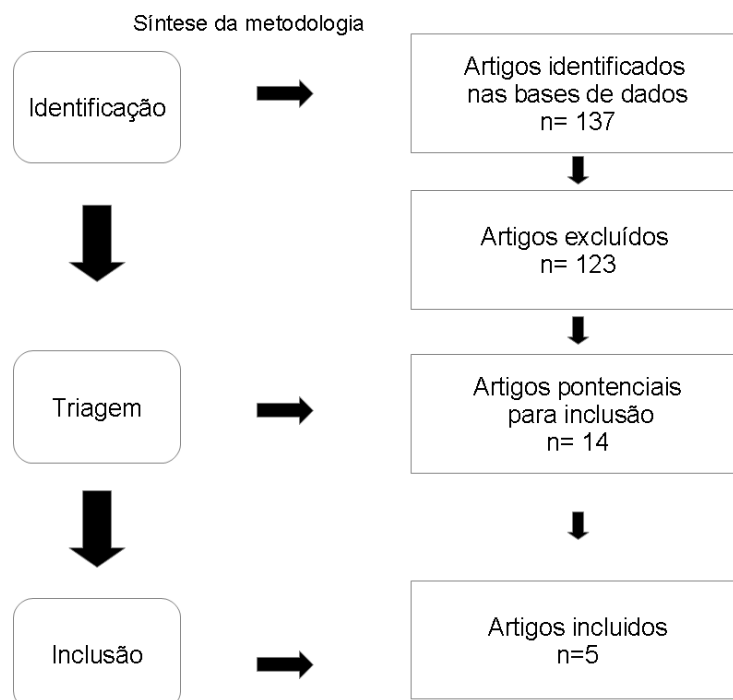 Síntese da metodologia
Identificação
Artigos identificados
nas bases de dados
n= 137
Artigos excluídos
n= 123
Triagem
Artigos pontenciais
para inclusão
n= 14
Inclusão
Artigos incluidos
n=5